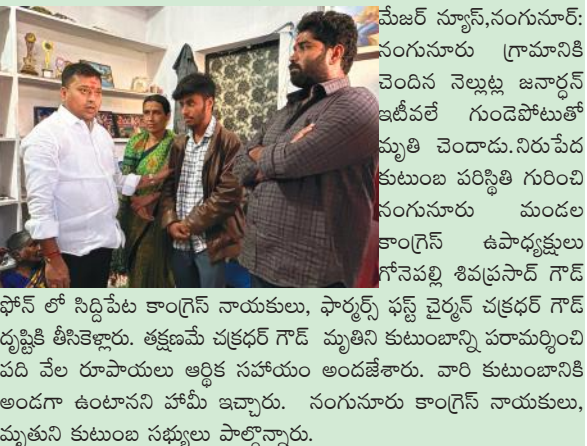 మేజర్ న్యూస్,నంగునూర్:
నంగునూరు గ్రామానికి
చెందిన నెల్లుట్ల జనార్ధన్
ఇటీవలే గుండెపోటుతో
మృతి చెందాడు.నిరుపేద
కుటుంబ పరిస్థితి గురించి
నంగునూరు మండల
కాంగ్రెస్ ఉపాధ్యక్షులు
గోనెపల్లి శివప్రసాద్ గౌడ్
ఫోన్ లో సిద్దిపేట కాంగ్రెస్ నాయకులు, ఫార్మర్స్ ఫస్ట్ చైర్మన్ చక్రధర్ గౌడ్
దృష్టికి తీసికెళ్లారు. తక్షణమే చక్రధర్ గౌడ్ మృతిని కుటుంబాన్ని పరామర్శించి
పది వేల రూపాయలు ఆర్థిక సహాయం అందజేశారు. వారి కుటుంబానికి
అండగా ఉంటానని హామీ ఇచ్చారు. నంగునూరు కాంగ్రెస్ నాయకులు,
మృతుని కుటుంబ సభ్యులు పాల్గొన్నారు.